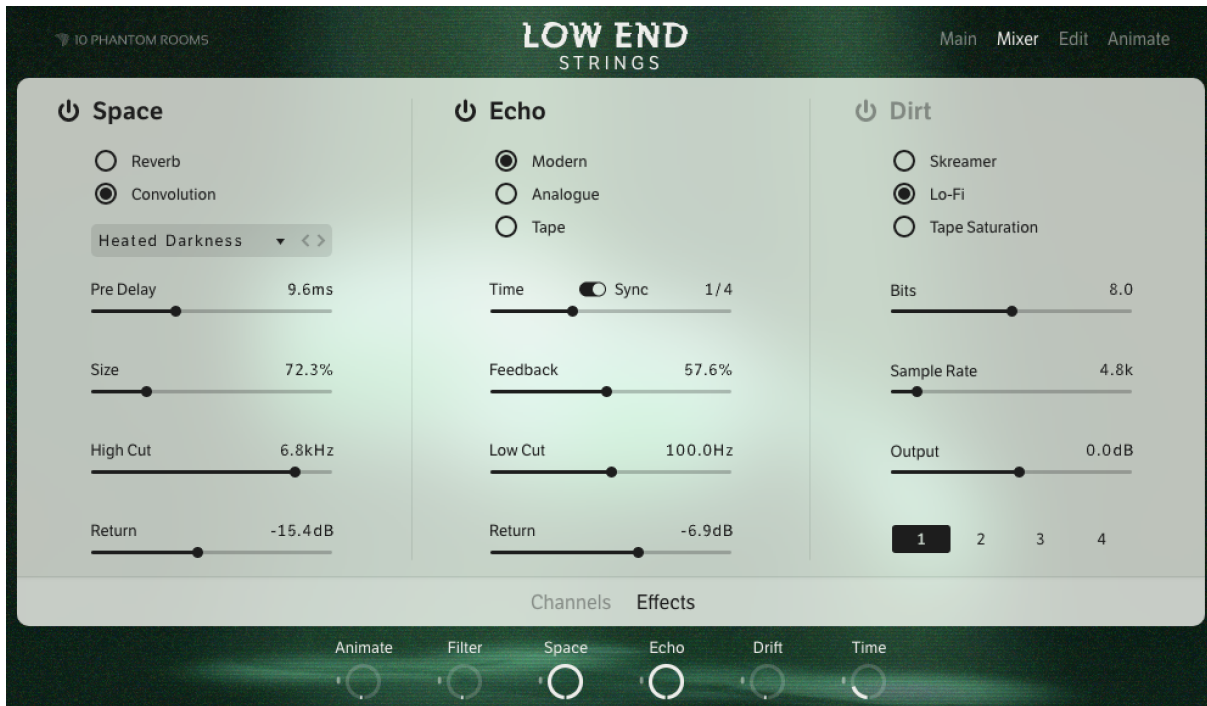 10 PHANTOM ROOMS
LOW END
STRINGS
Main Mixer Edit Animate
Space
Reverb
Convolution
Heated Darkness
Pre Delay 9.6ms
Size 72.3%
High Cut 6.8kHz
Return -15.4dB
Echo
Modern
Analogue
Tape
Time Sync 1/4
Feedback 57.6%
Low Cut 100.0Hz
Return -6.9dB
Dirt
Skreamer
Lo-Fi
Tape Saturation
Bits 8.0
Sample Rate 4.8k
Output 0.0dB
1 2 3 4
Channels Effects
Animate Filter Space Echo Drift Time